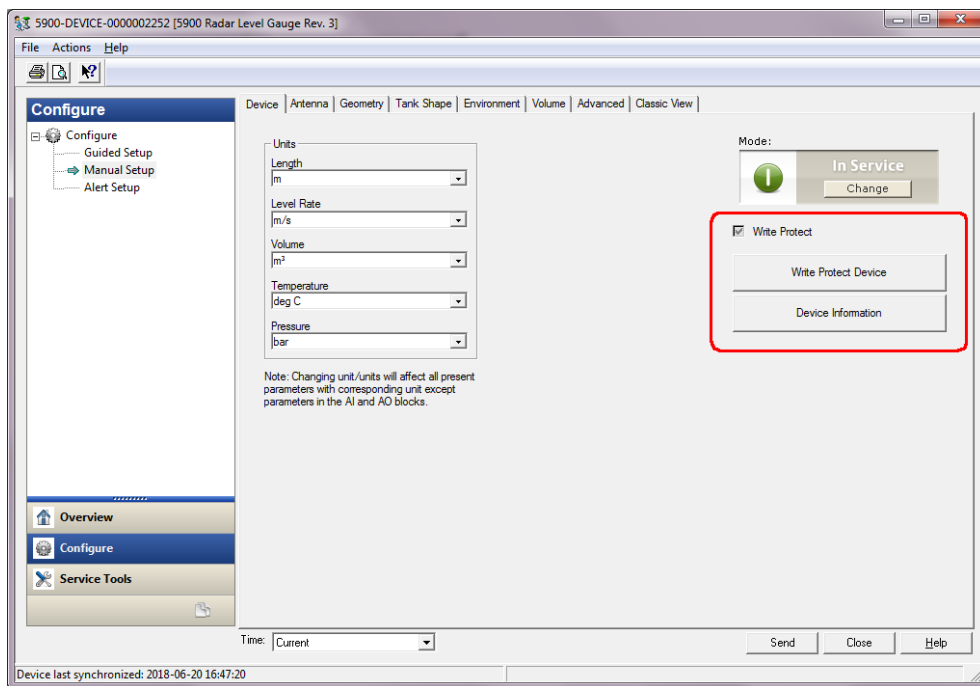 5900-DEVICE-0000002252 [5900 Radar Level Gauge Rev. 3]
File Actions Help
Configure
Configure
Guided Setup
Manual Setup
Alert Setup
Overview
Configure
Service Tools
Device Antenna Geometry Tank Shape Environment Volume Advanced Classic View
Units
Length
m
Level Rate
m/s
Volume
m³
Temperature
deg C
Pressure
bar
Note: Changing unit/units will affect all present
parameters with corresponding unit except
parameters in the AI and AO blocks.
Mode:
In Service
Change
Write Protect
Write Protect Device
Device Information
Time: Current
Send Close Help
Device last synchronized: 2018-06-20 16:47:20